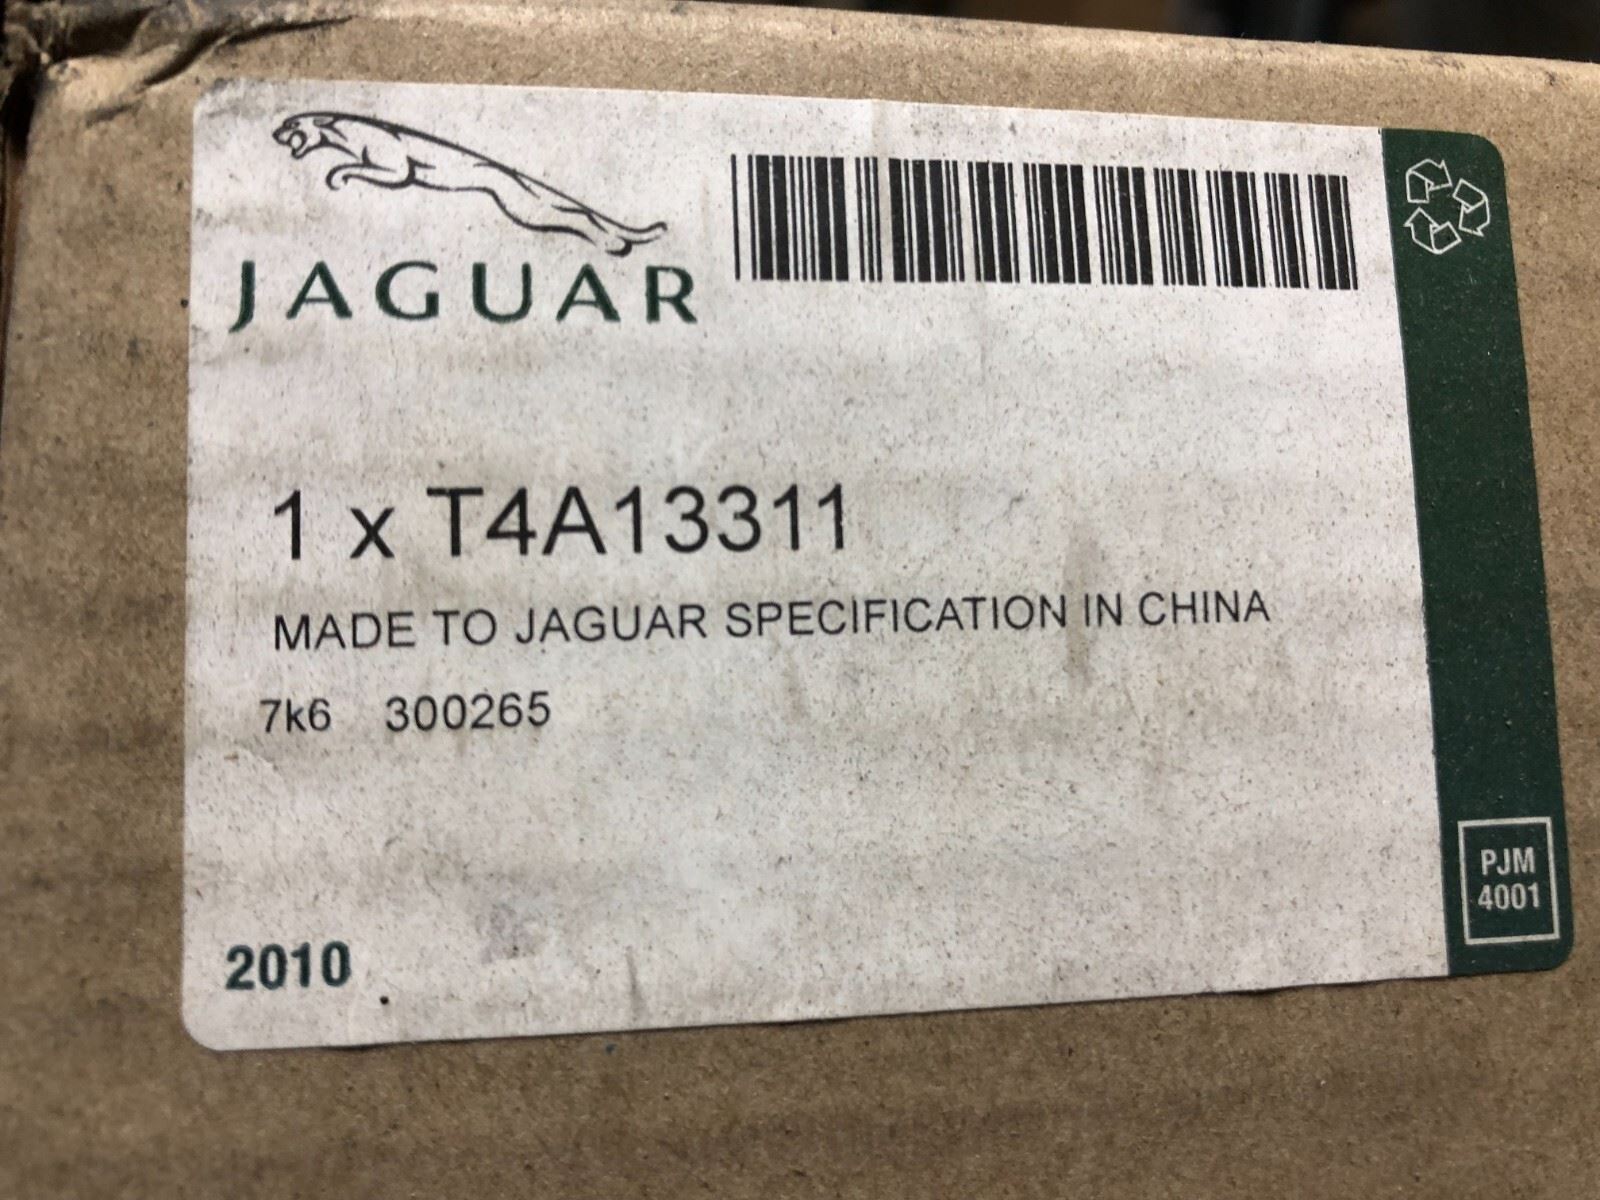 JAGUAR
1 x T4A13311
MADE TO JAGUAR SPECIFICATION IN CHINA
7k6 300265
2010
PJM
4001